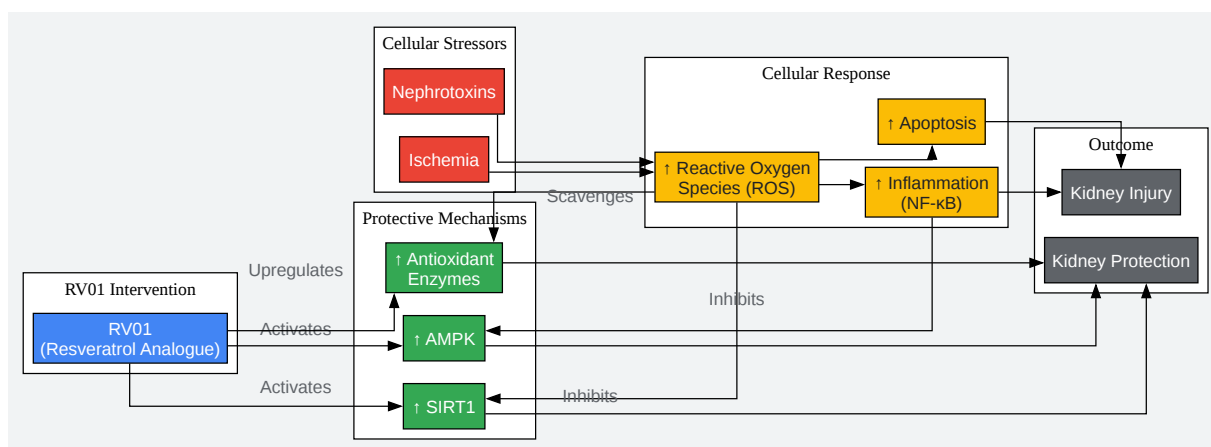 Cellular Stressors
Nephrotoxins
Ischemia
Cellular Response
↑ Apoptosis
↑ Reactive Oxygen
Species (ROS)
↑ Inflammation
(NF-κB)
Outcome
Kidney Injury
Kidney Protection
Scavenges
Protective Mechanisms
↑ Antioxidant
Enzymes
↑ AMPK
↑ SIRT1
Upregulates
Activates
Activates
Inhibits
Inhibits
RV01 Intervention
RV01
(Resveratrol Analogue)